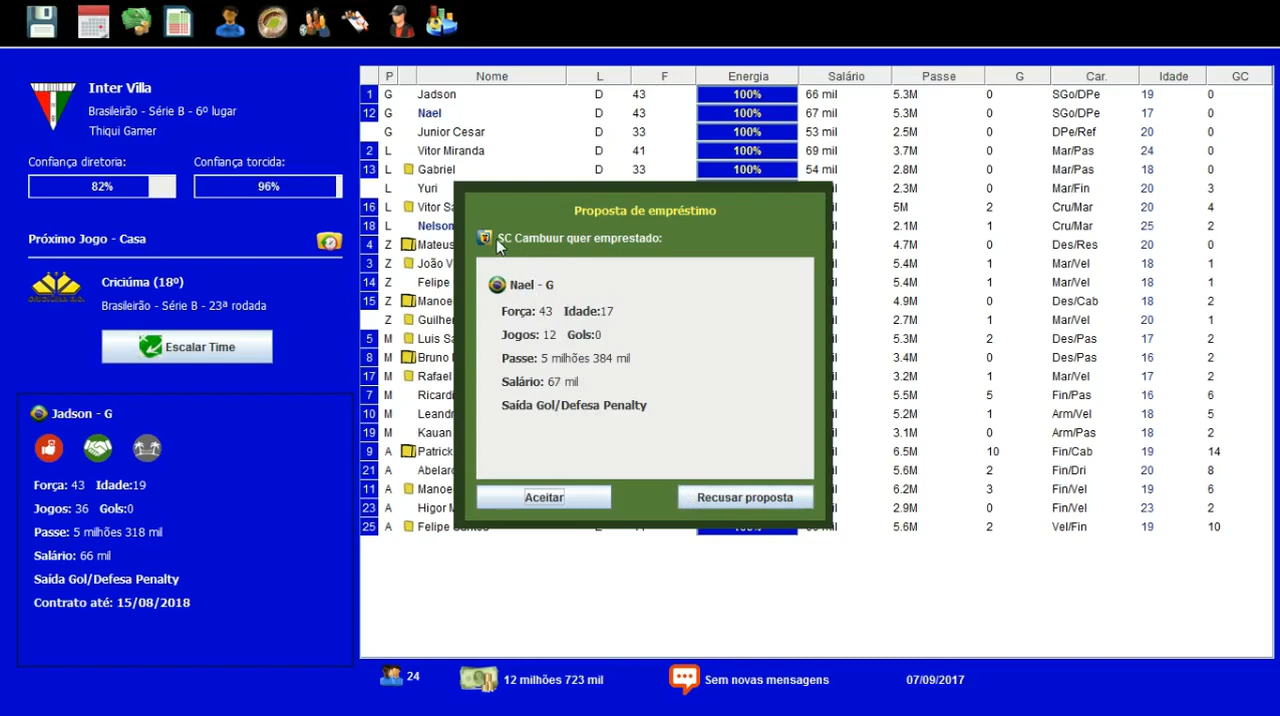 Inter Villa
Brasileirão - Série B - 6º lugar
Thiqui Gamer
Confiança diretoria: Confiança torcida:
82% 96%
Próximo Jogo - Casa
CRICIÚMA E.C.
Criciúma (18º)
Brasileirão - Série B - 23ª rodada
Escalar Time
Jadson - G
Força: 43 Idade:19
Jogos: 36 Gols:0
Passe: 5 milhões 318 mil
Salário: 66 mil
Saída Gol/Defesa Penalty
Contrato até: 15/08/2018
P Nome L F Energia Salário Passe G Car. Idade GC
1 G Jadson D 43 100% 66 mil 5.3M 0 SGo/DPe 19 0
12 G Nael D 43 100% 67 mil 5.3M 0 SGo/DPe 17 0
G Junior Cesar D 33 100% 53 mil 2.5M 0 DPe/Ref 20 0
2 L Vitor Miranda D 41 100% 69 mil 3.7M 0 Mar/Pas 24 0
13 L Gabriel D 33 100% 54 mil 2.8M 0 Mar/Pas 18 0
L Yuri 2.3M 0 Mar/Fin 20 3
16 L Vitor Sa 5M 2 Cru/Mar 20 4
18 L Nelson 2.1M 1 Cru/Mar 25 2
4 Z Mateus 4.7M 0 Des/Res 20 0
3 Z João V 5.4M 1 Mar/Vel 18 1
14 Z Felipe 5.4M 1 Mar/Vel 18 1
15 Z Manoe 4.9M 0 Des/Cab 18 2
Z Guilhe 2.7M 1 Mar/Vel 20 1
5 M Luis Sa 5.3M 2 Des/Pas 17 2
8 M Bruno 3.4M 0 Des/Pas 16 2
17 M Rafael 3.2M 1 Mar/Vel 17 2
7 M Ricard 5.5M 5 Fin/Pas 16 6
10 M Leand 5.2M 1 Arm/Vel 18 5
19 M Kauan 3.1M 0 Arm/Pas 18 2
9 A Patrick 6.5M 10 Fin/Cab 19 14
21 A Abelar 5.6M 2 Fin/Dri 20 8
11 A Manoe 6.2M 3 Fin/Vel 19 6
23 A Higor M 2.9M 0 Fin/Vel 23 2
25 A Felipe Santos 5.6M 2 Vel/Fin 19 10
Proposta de empréstimo
SC Cambuur quer emprestado:
Nael - G
Força: 43 Idade:17
Jogos: 12 Gols:0
Passe: 5 milhões 384 mil
Salário: 67 mil
Saída Gol/Defesa Penalty
Aceitar Recusar proposta
24 12 milhões 723 mil Sem novas mensagens 07/09/2017